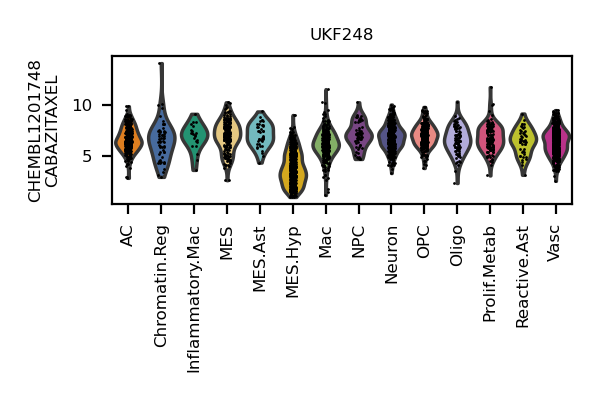 UKF248
CHEMBL1201748
CABAZITAXEL
10
5
AC
Chromatin.Reg
Inflammatory.Mac
MES
MES.Ast
MES.Hyp
Mac
NPC
Neuron
OPC
Oligo
Prolif.Metab
Reactive.Ast
Vasc